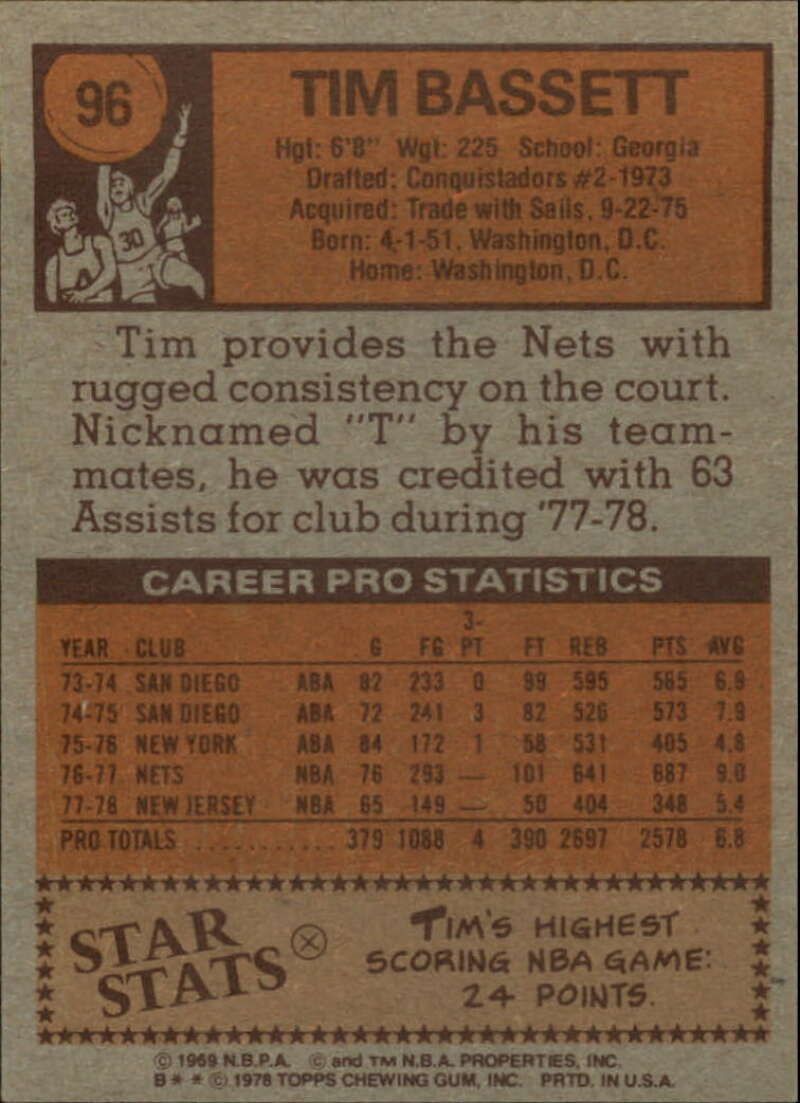 96
TIM BASSETT
Hgt: 6'8" Wgt: 225 School: Georgia
Drafted: Conquistadors #2-1973
Acquired: Trade with Sails, 9-22-75
Born: 4-1-51, Washington, D.C.
Home: Washington, D.C.
30
Tim provides the Nets with
rugged consistency on the court.
Nicknamed "T" by his team-
mates, he was credited with 63
Assists for club during '77-78.
CAREER PRO STATISTICS
YEAR CLUB G FG 3-PT FT REB PTS AVG
73-74 SAN DIEGO ABA 82 233 0 99 595 565 6.9
74-75 SAN DIEGO ABA 72 241 3 82 526 573 7.9
75-76 NEW YORK ABA 84 172 1 58 531 405 4.8
76-77 NETS NBA 76 293 — 101 641 687 9.0
77-78 NEW JERSEY NBA 65 149 — 50 404 348 5.4
PRO TOTALS ........... 379 1088 4 390 2697 2578 6.8
STAR
STATS
TIM'S HIGHEST
SCORING NBA GAME:
24 POINTS.
© 1969 N.B.P.A. © and TM N.B.A. PROPERTIES, INC.
B * * © 1978 TOPPS CHEWING GUM, INC. PRTD. IN U.S.A.